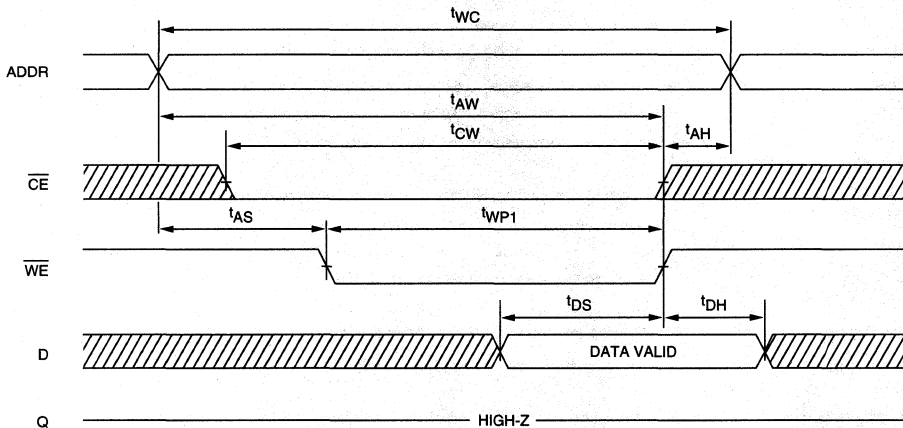 tWC
ADDR
tAW
tCW
tAH
CE
tAS
tWP1
WE
tDS
tDH
D
DATA VALID
Q
HIGH-Z